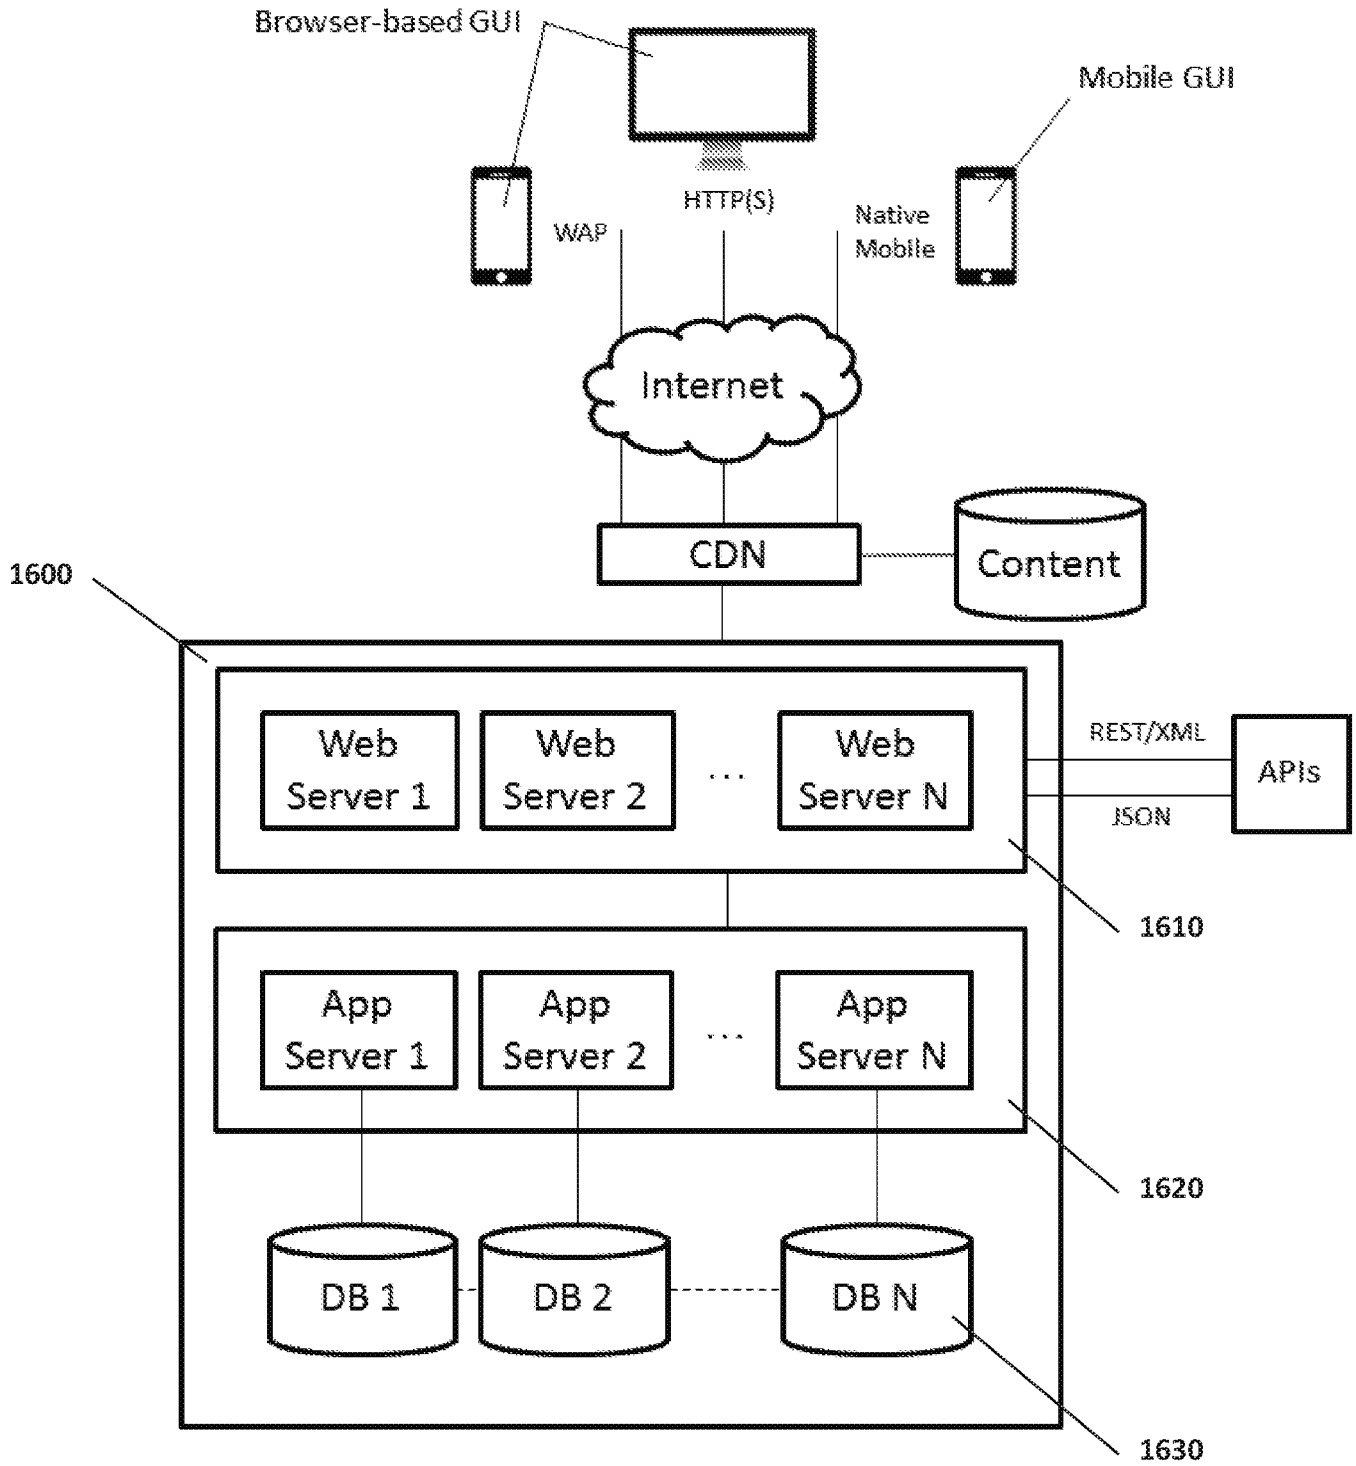 Browser-based GUI
Mobile GUI
HTTP(S)
WAP
Native
Mobile
Internet
CDN
Content
1600
Web
Server 1
Web
Server 2
...
Web
Server N
REST/XML
JSON
APIs
1610
App
Server 1
App
Server 2
...
App
Server N
1620
DB 1
DB 2
DB N
1630